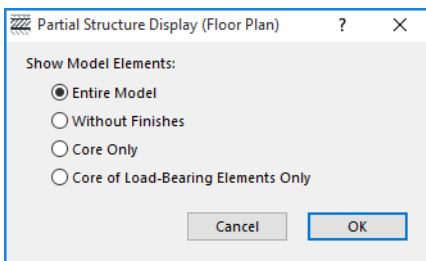 Partial Structure Display (Floor Plan) ?
Show Model Elements:
Entire Model
Without Finishes
Core Only
Core of Load-Bearing Elements Only
Cancel OK